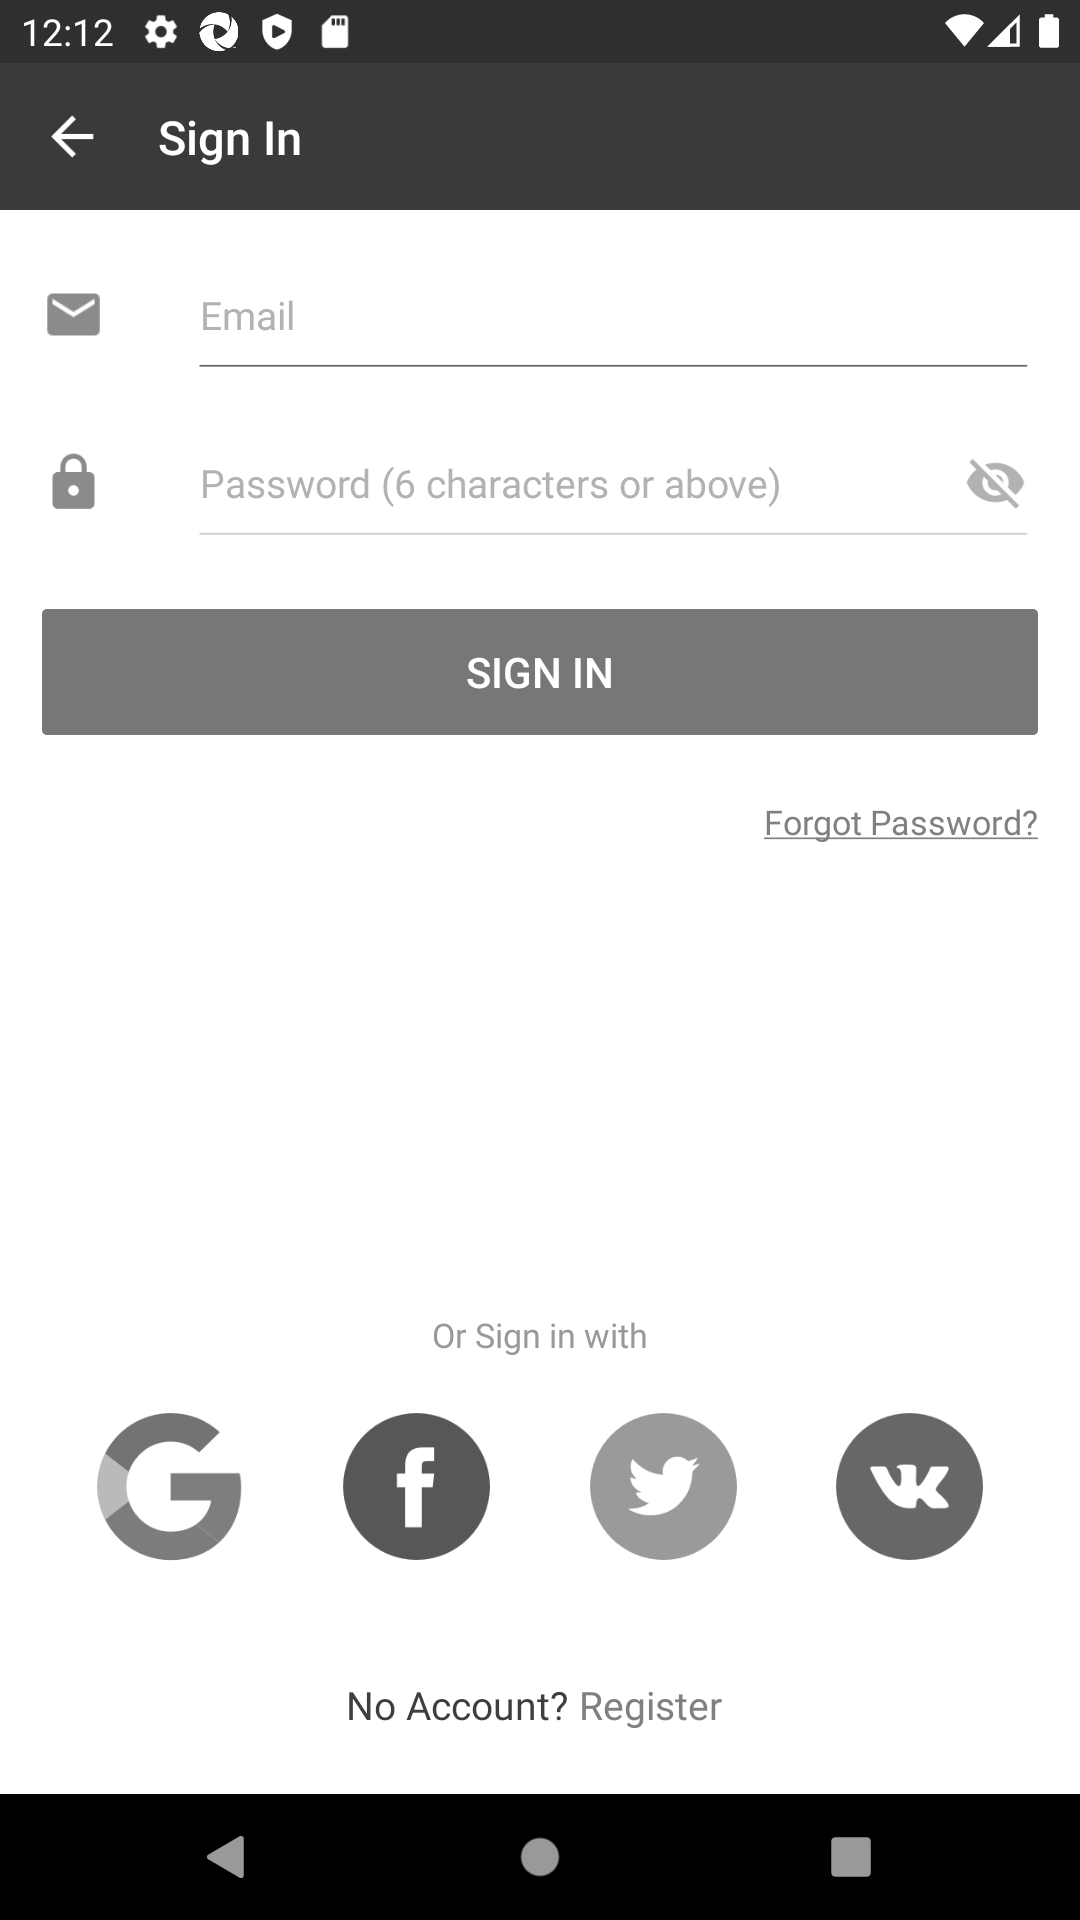 12:12
Sign In
Email
Password (6 characters or above)
SIGN IN
Forgot Password?
Or Sign in with
No Account? Register